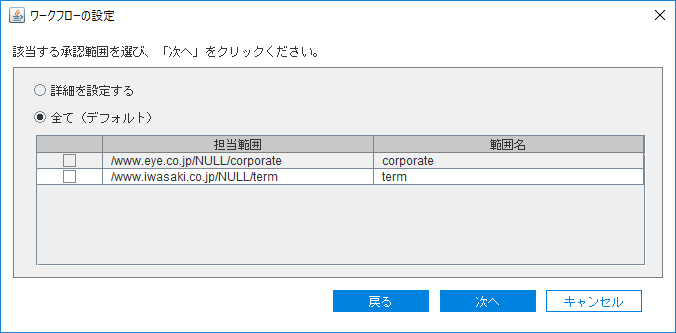 ワークフローの設定
該当する承認範囲を選び、「次へ」をクリックください。
詳細を設定する
全て（デフォルト）
担当範囲 範囲名
/www.eye.co.jp/NULL/corporate corporate
/www.iwasaki.co.jp/NULL/term term
戻る 次へ キャンセル